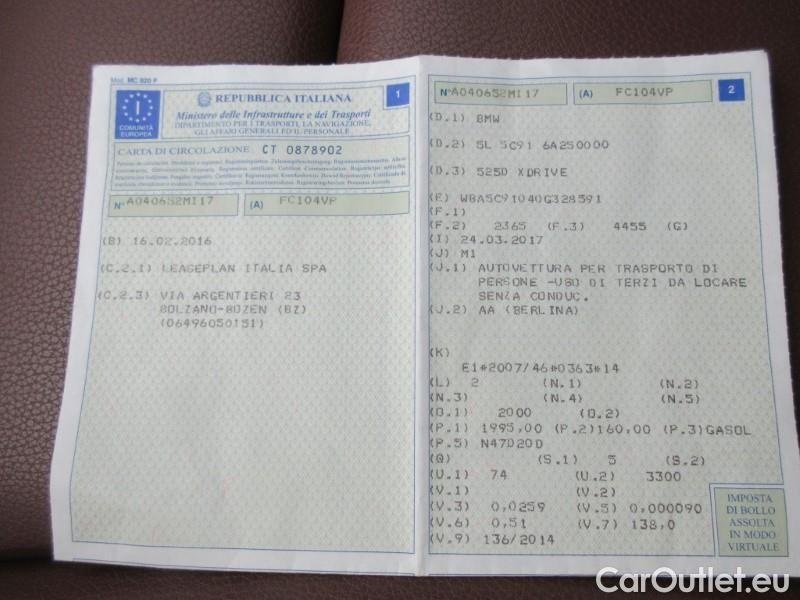 Mod. MC 820 F
1
REPUBBLICA ITALIANA
Ministero delle Infrastrutture e dei Trasporti
DIPARTIMENTO PER I TRASPORTI, LA NAVIGAZIONE,
GLI AFFARI GENERALI ED IL PERSONALE
I
COMUNITÀ
EUROPEA
CARTA DI CIRCOLAZIONE CT 0878902
N° A040652MI17 (A) FC104VP
(B) 16.02.2016
(C.2.1) LEASEPLAN ITALIA SPA
(C.2.3) VIA ARGENTIERI 23
BOLZANO-BOZEN (BZ)
(06496050151)
N° A040652MI17 (A) FC104VP 2
(D.1) BMW
(D.2) 5L 5C91 6A250000
(D.3) 525D XDRIVE
(E) WBA5C91040G328591
(F.1)
(F.2) 2365 (F.3) 4455 (G)
(I) 24.03.2017
(J) M1
(J.1) AUTOVETTURA PER TRASPORTO DI
PERSONE -USO DI TERZI DA LOCARE
SENZA CONDUC.
(J.2) AA (BERLINA)
(K)
E1*2007/46*0363*14
(L) 2 (N.1) (N.2)
(N.3) (N.4) (N.5)
(O.1) 2000 (O.2)
(P.1) 1995,00 (P.2)160,00 (P.3)GASOL
(P.5) N47D20D
(Q) (S.1) 5 (S.2)
(U.1) 74 (U.2) 3300
(V.1) (V.2)
(V.3) 0,0259 (V.5) 0,000090
(V.6) 0,51 (V.7) 138,0
(V.9) 136/2014
IMPOSTA
DI BOLLO
ASSOLTA
IN MODO
VIRTUALE
CarOutlet.eu